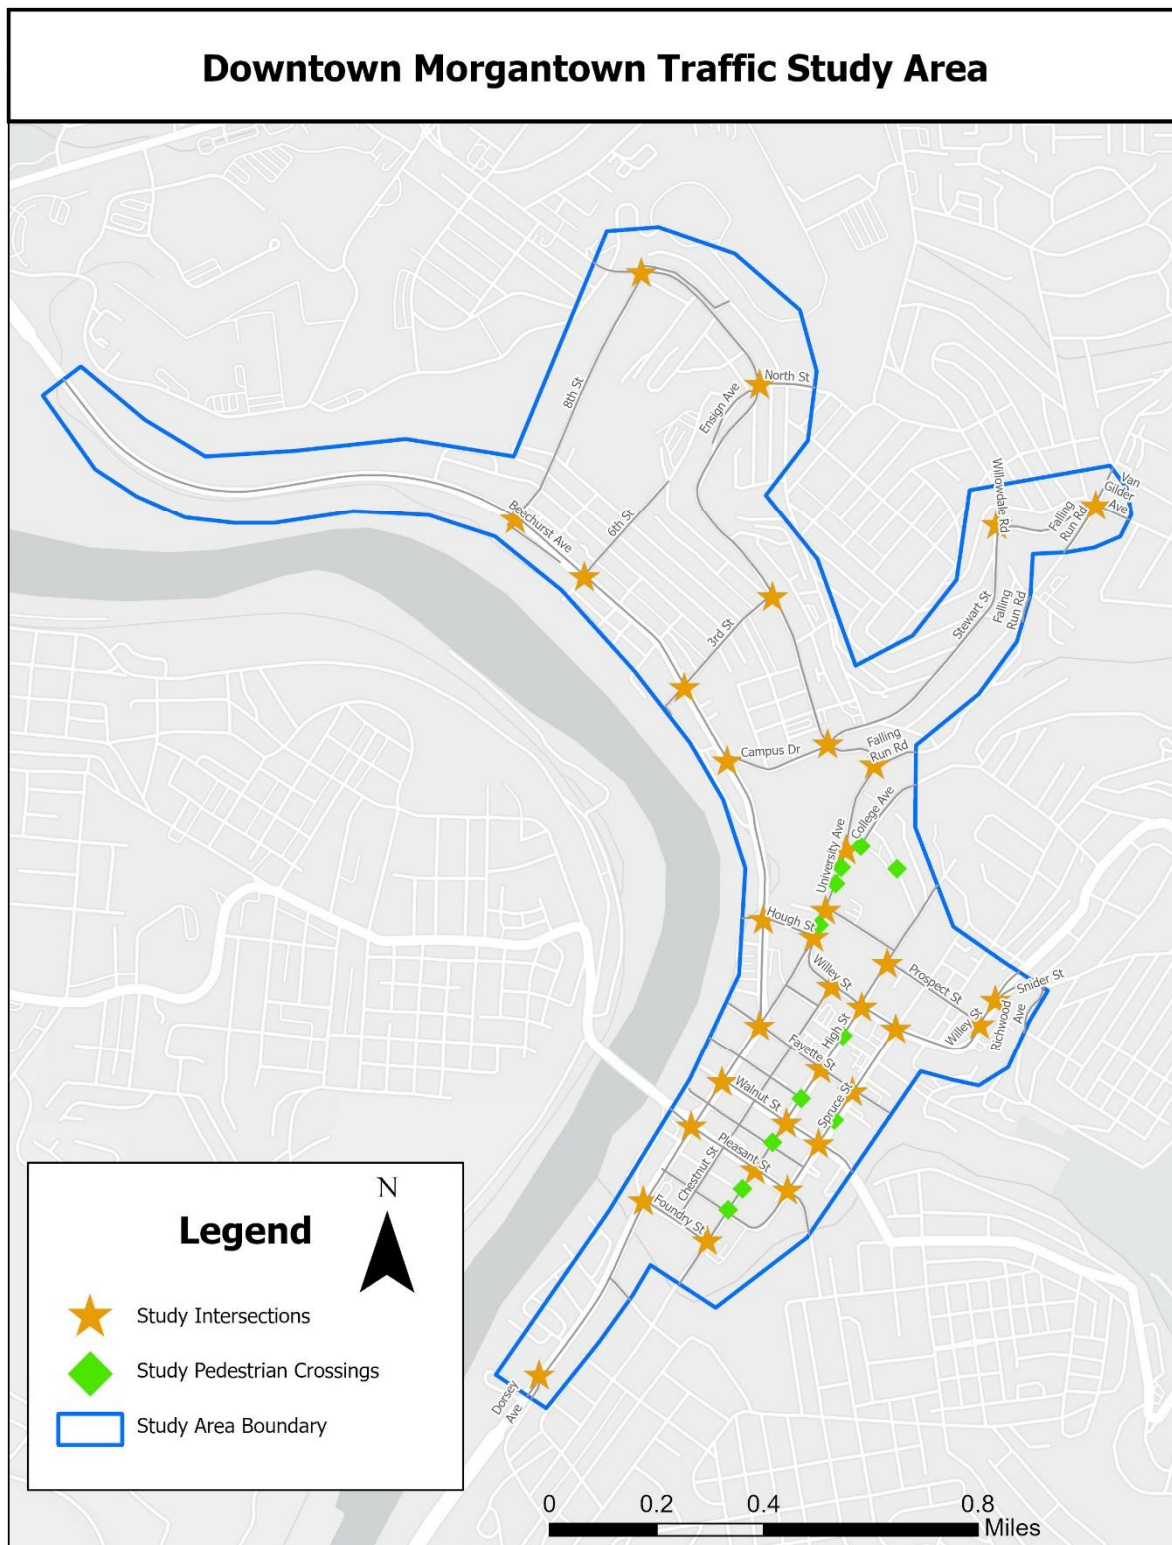 Downtown Morgantown Traffic Study Area
8th St
Ensign Ave
North St
6th St
Beechurst Ave
3rd St
Campus Dr
Willowdale Rd
Van
Gilder
Ave
Falling
Run Rd
Falling
Run Rd
Stewart St
Falling
Run Rd
College Ave
University Ave
Hough St
Willey St
Prospect St
Snider St
Willey St
Richwood
Ave
High St
Fayette St
Walnut St
Spruce St
Pleasant St
Chestnut St
Foundry St
Dorsey
Ave
N
Legend
Study Intersections
Study Pedestrian Crossings
Study Area Boundary
0 0.2 0.4 0.8
Miles